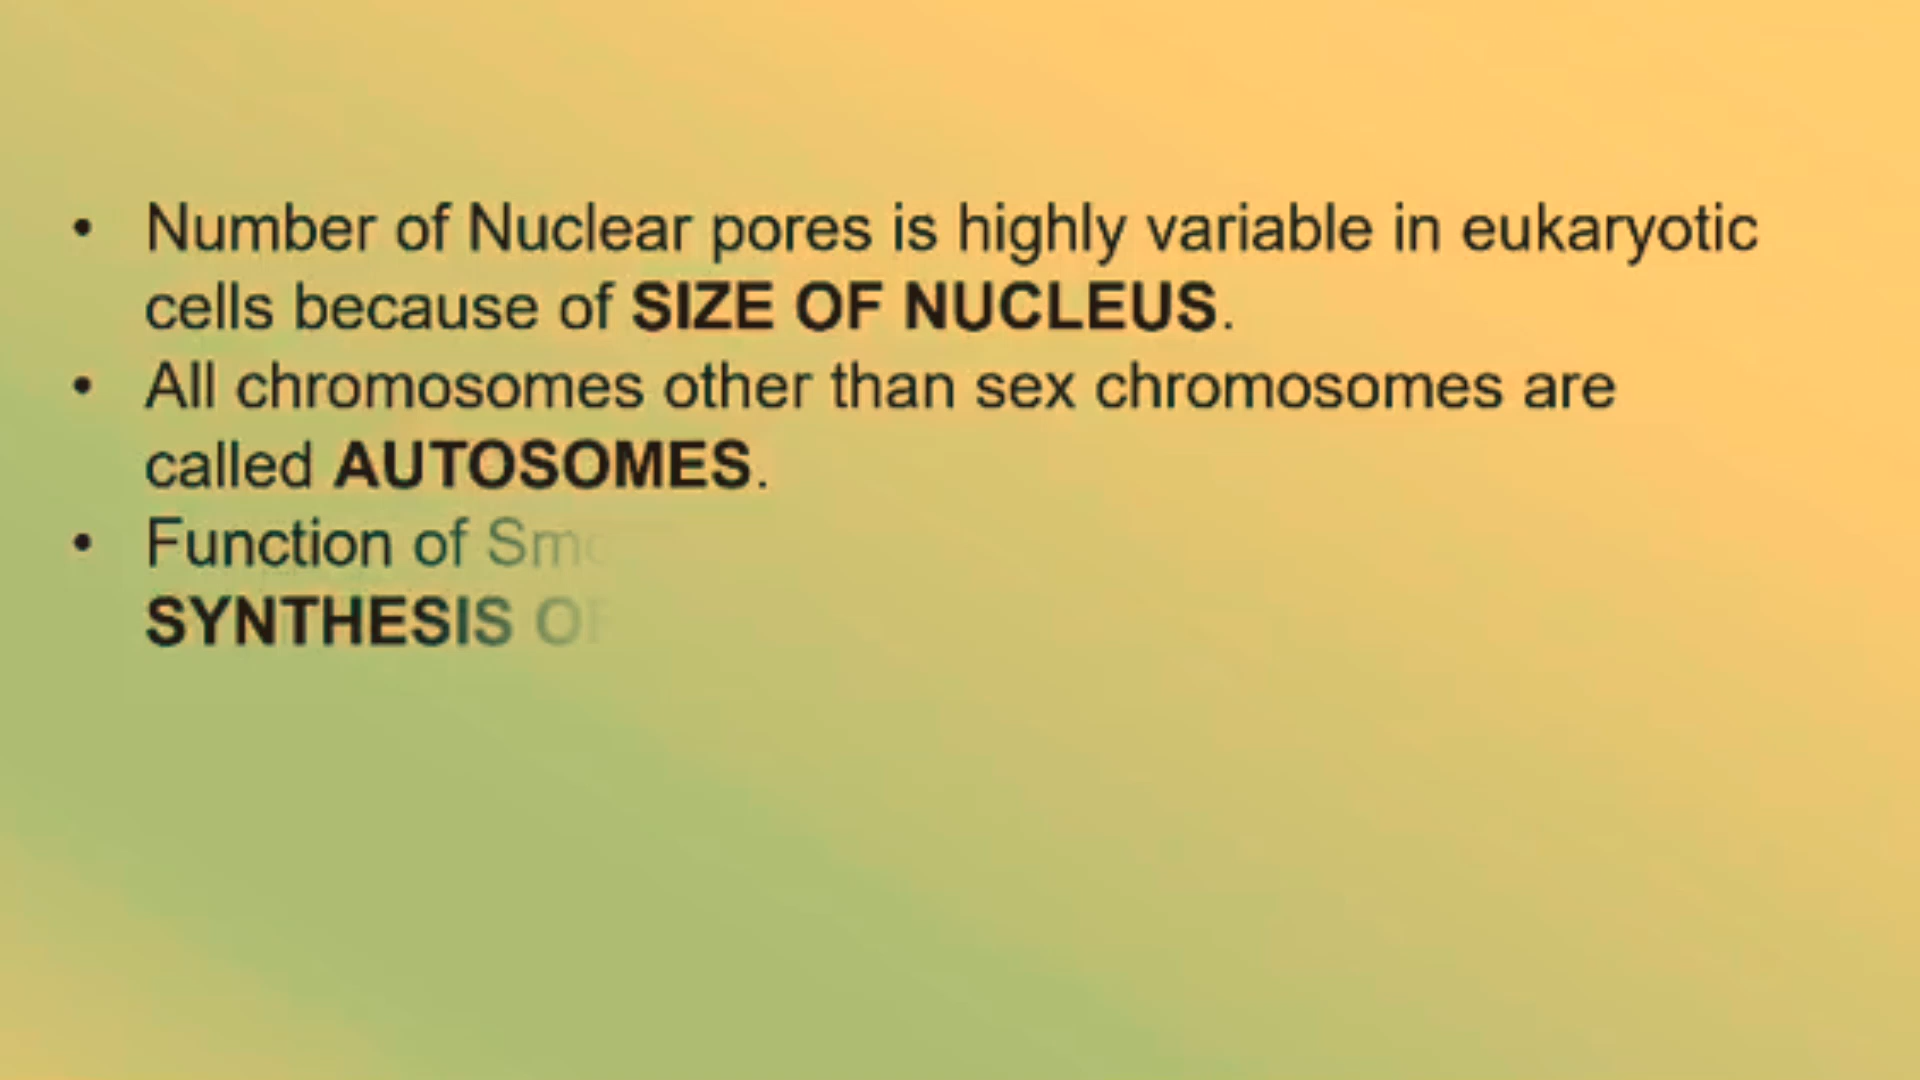 • Number of Nuclear pores is highly variable in eukaryotic
cells because of SIZE OF NUCLEUS.
• All chromosomes other than sex chromosomes are
called AUTOSOMES.
• Function of
SYNTHESIS